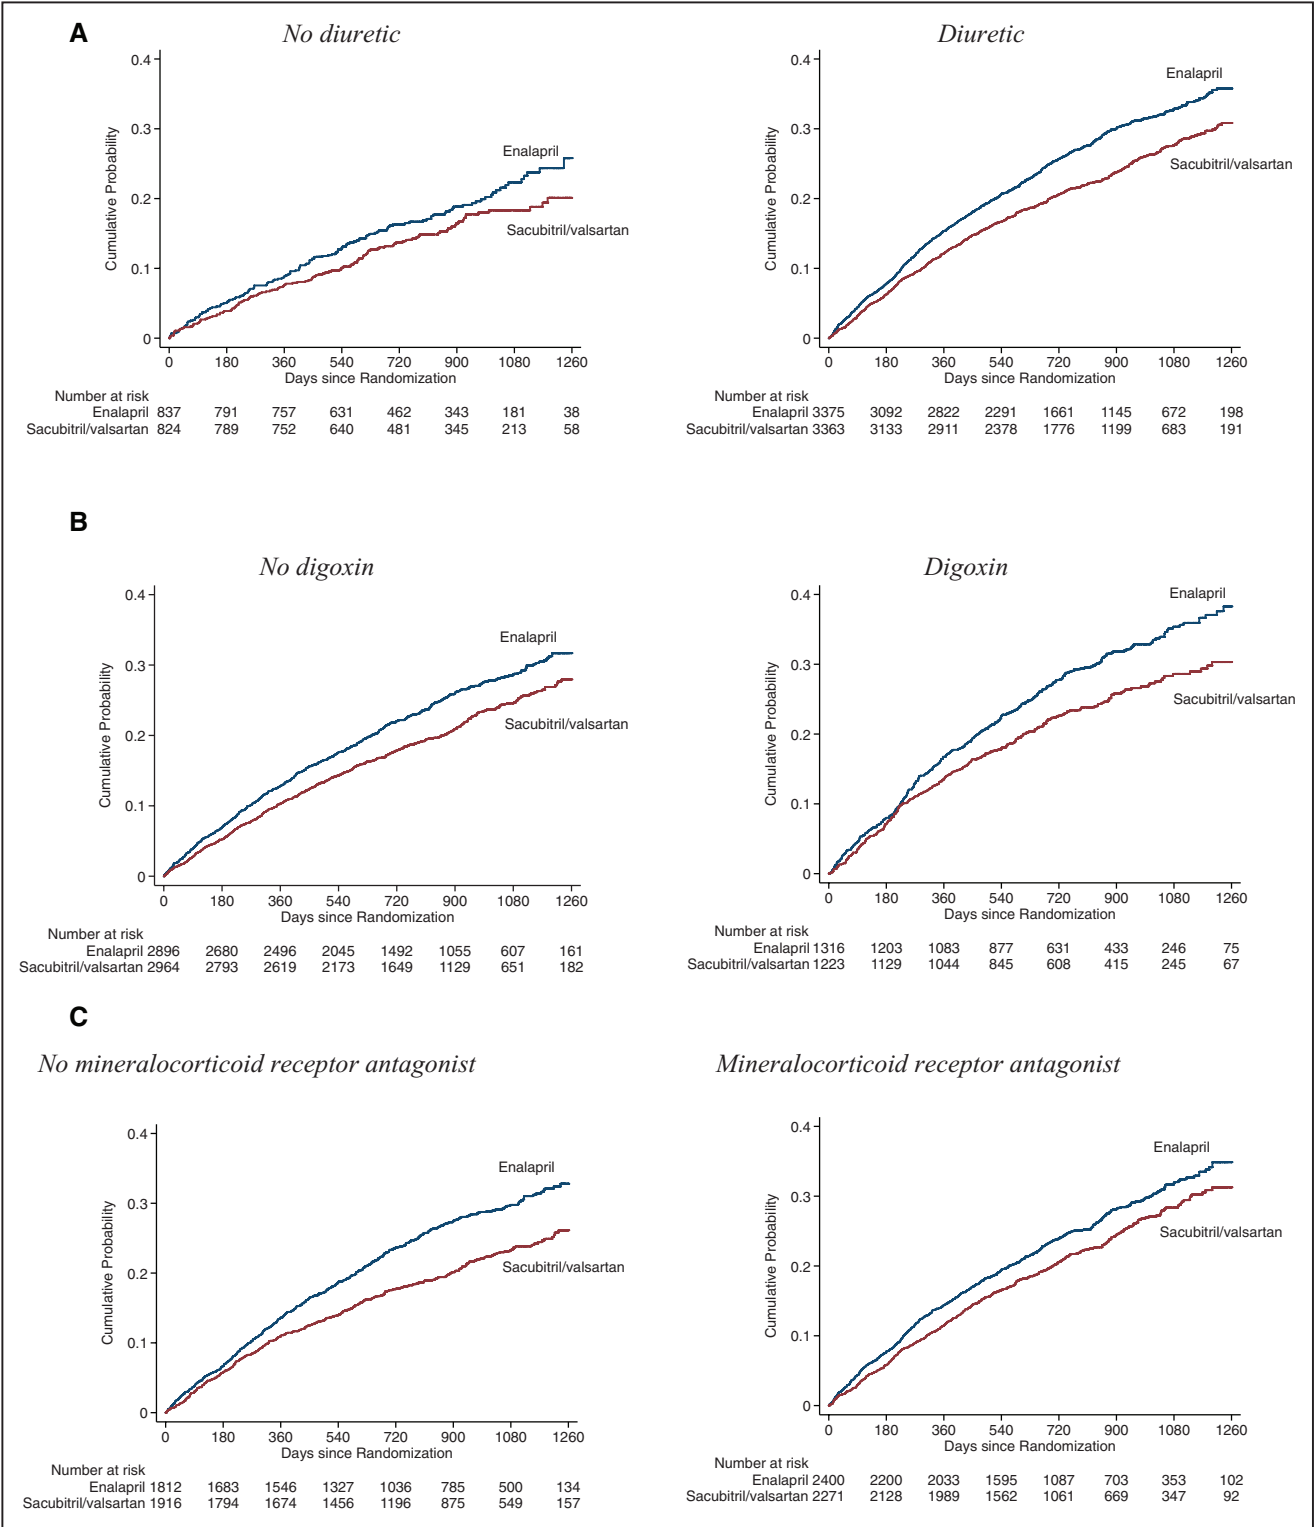 A
No diuretic
Diuretic
0.4
0.3
0.2
0.1
0
Cumulative Probability
Enalapril
Sacubitril/valsartan
0 180 360 540 720 900 1080 1260
Days since Randomization
Number at risk
Enalapril 837 791 757 631 462 343 181 38
Sacubitril/valsartan 824 789 752 640 481 345 213 58
0.4
0.3
0.2
0.1
0
Cumulative Probability
Enalapril
Sacubitril/valsartan
0 180 360 540 720 900 1080 1260
Days since Randomization
Number at risk
Enalapril 3375 3092 2822 2291 1661 1145 672 198
Sacubitril/valsartan 3363 3133 2911 2378 1776 1199 683 191
B
No digoxin
Digoxin
0.4
0.3
0.2
0.1
0
Cumulative Probability
Enalapril
Sacubitril/valsartan
0 180 360 540 720 900 1080 1260
Days since Randomization
Number at risk
Enalapril 2896 2680 2496 2045 1492 1055 607 161
Sacubitril/valsartan 2964 2793 2619 2173 1649 1129 651 182
0.4
0.3
0.2
0.1
0
Cumulative Probability
Enalapril
Sacubitril/valsartan
0 180 360 540 720 900 1080 1260
Days since Randomization
Number at risk
Enalapril 1316 1203 1083 877 631 433 246 75
Sacubitril/valsartan 1223 1129 1044 845 608 415 245 67
C
No mineralocorticoid receptor antagonist
Mineralocorticoid receptor antagonist
0.4
0.3
0.2
0.1
0
Cumulative Probability
Enalapril
Sacubitril/valsartan
0 180 360 540 720 900 1080 1260
Days since Randomization
Number at risk
Enalapril 1812 1683 1546 1327 1036 785 500 134
Sacubitril/valsartan 1916 1794 1674 1456 1196 875 549 157
0.4
0.3
0.2
0.1
0
Cumulative Probability
Enalapril
Sacubitril/valsartan
0 180 360 540 720 900 1080 1260
Days since Randomization
Number at risk
Enalapril 2400 2200 2033 1595 1087 703 353 102
Sacubitril/valsartan 2271 2128 1989 1562 1061 669 347 92